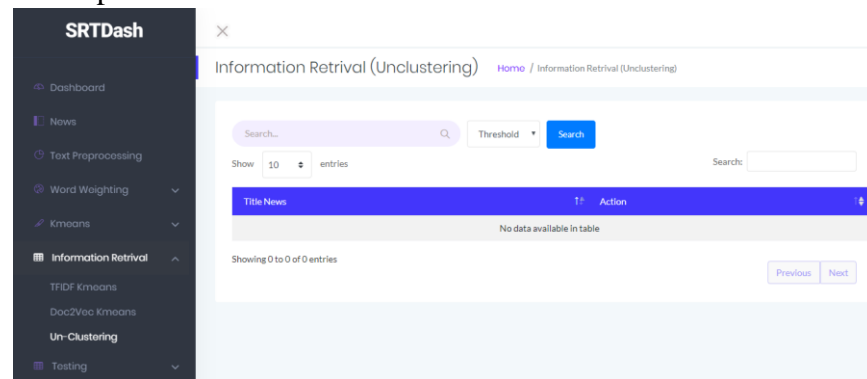 SRTDash
Dashboard
News
Text Preprocessing
Word Weighting
Kmeans
Information Retrival
TFIDF Kmeans
Doc2Vec Kmeans
Un-Clustering
Testing
Information Retrival (Unclustering) Home / Information Retrival (Unclustering)
Search... Threshold Search
Show 10 entries Search:
Title News Action
No data available in table
Showing 0 to 0 of 0 entries
Previous Next